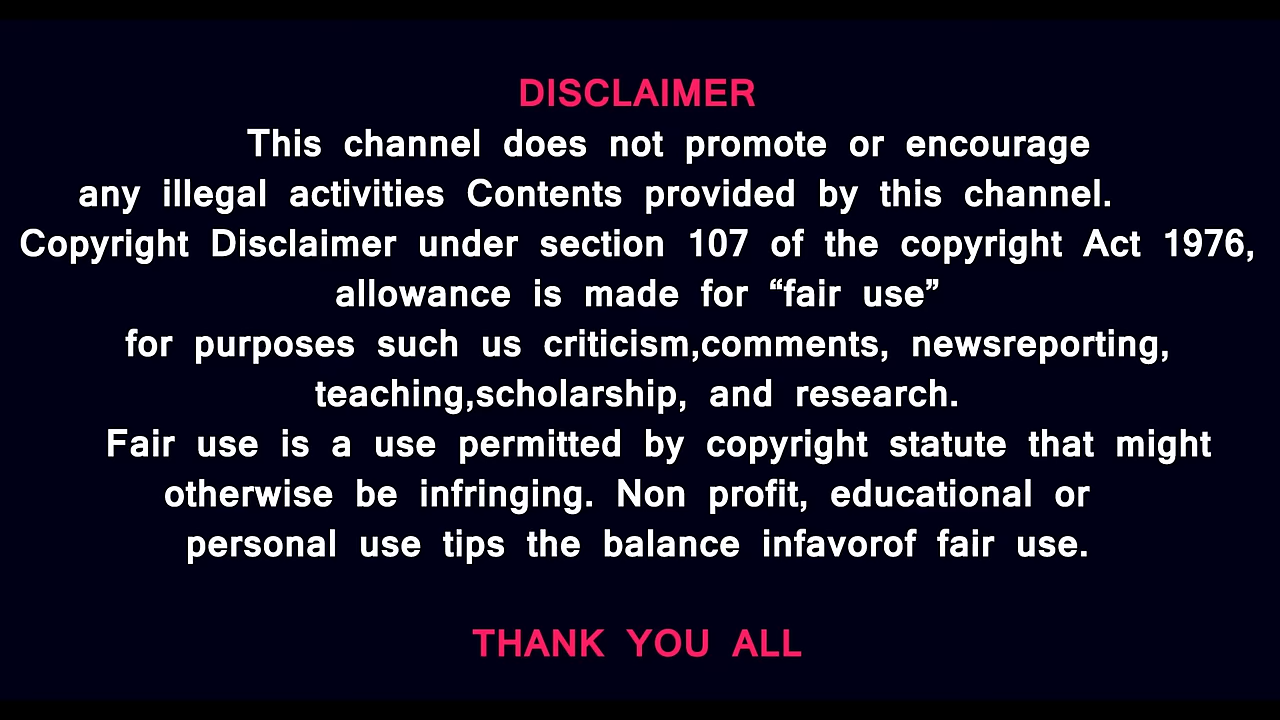 DISCLAIMER
This channel does not promote or encourage
any illegal activities Contents provided by this channel.
Copyright Disclaimer under section 107 of the copyright Act 1976,
allowance is made for “fair use”
for purposes such us criticism,comments, newsreporting,
teaching,scholarship, and research.
Fair use is a use permitted by copyright statute that might
otherwise be infringing. Non profit, educational or
personal use tips the balance infavorof fair use.
THANK YOU ALL